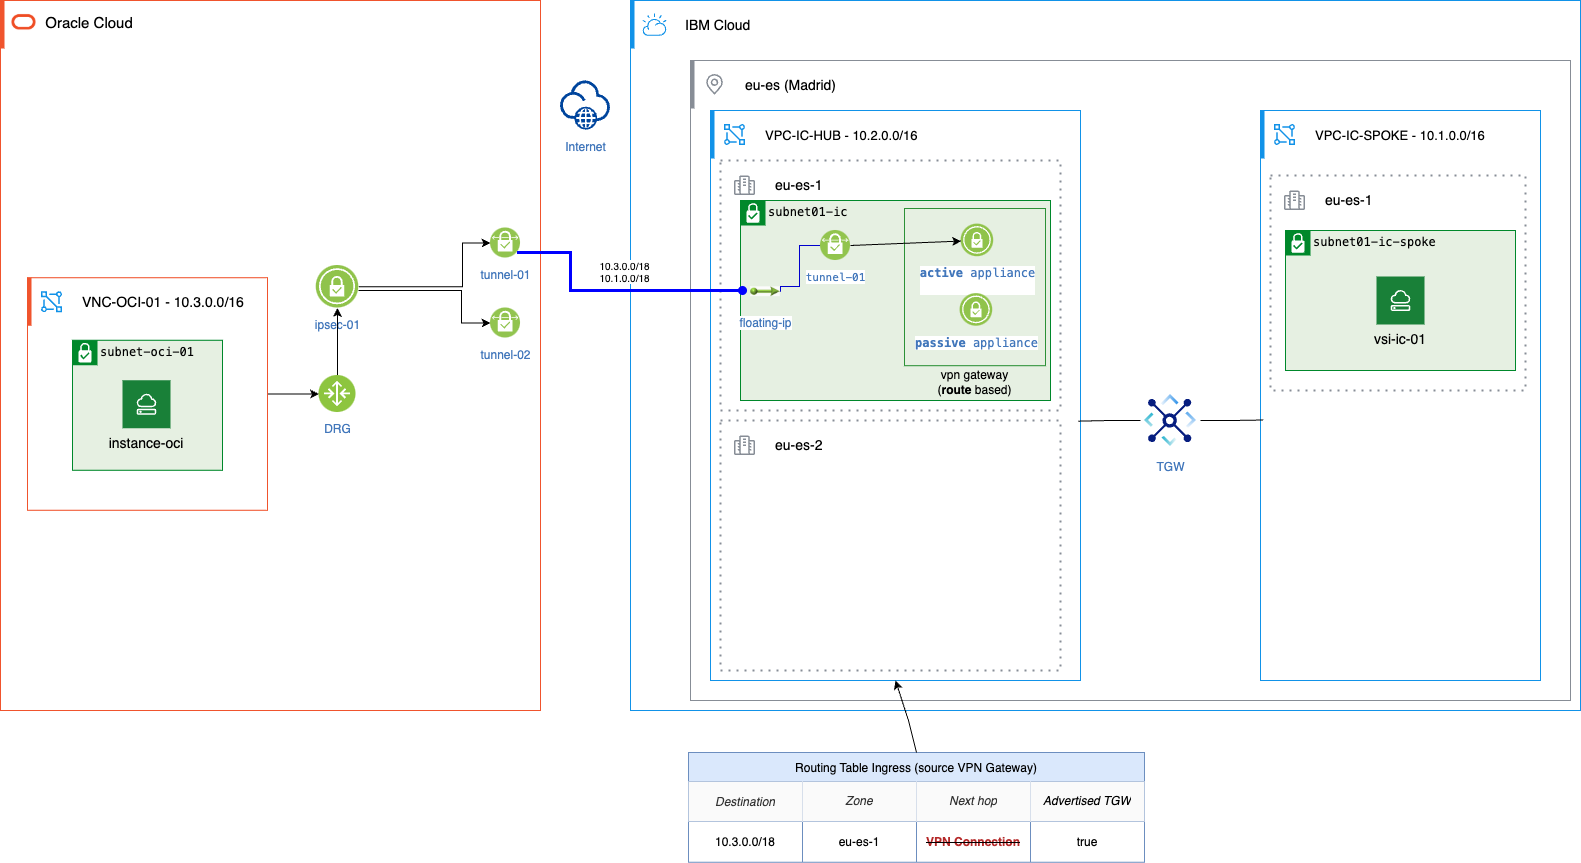 Oracle Cloud
IBM Cloud
eu-es (Madrid)
Internet
VPC-IC-HUB - 10.2.0.0/16
VPC-IC-SPOKE - 10.1.0.0/16
eu-es-1
eu-es-1
subnet01-ic
subnet01-ic-spoke
tunnel-01
10.3.0.0/18
10.1.0.0/18
tunnel-01
active appliance
floating-ip
passive appliance
vpn gateway
(route based)
vsi-ic-01
VNC-OCI-01 - 10.3.0.0/16
ipsec-01
tunnel-02
subnet-oci-01
instance-oci
DRG
eu-es-2
TGW
Routing Table Ingress (source VPN Gateway)
Destination Zone Next hop Advertised TGW
10.3.0.0/18 eu-es-1 VPN Connection true